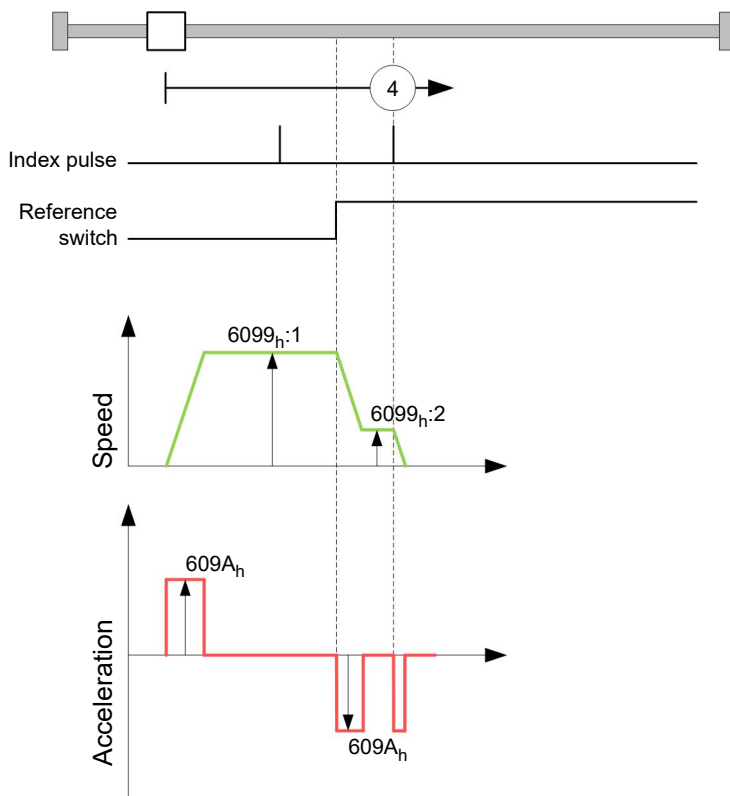 4
Index pulse
Reference
switch
6099h:1
6099h:2
Speed
609Ah
609Ah
Acceleration